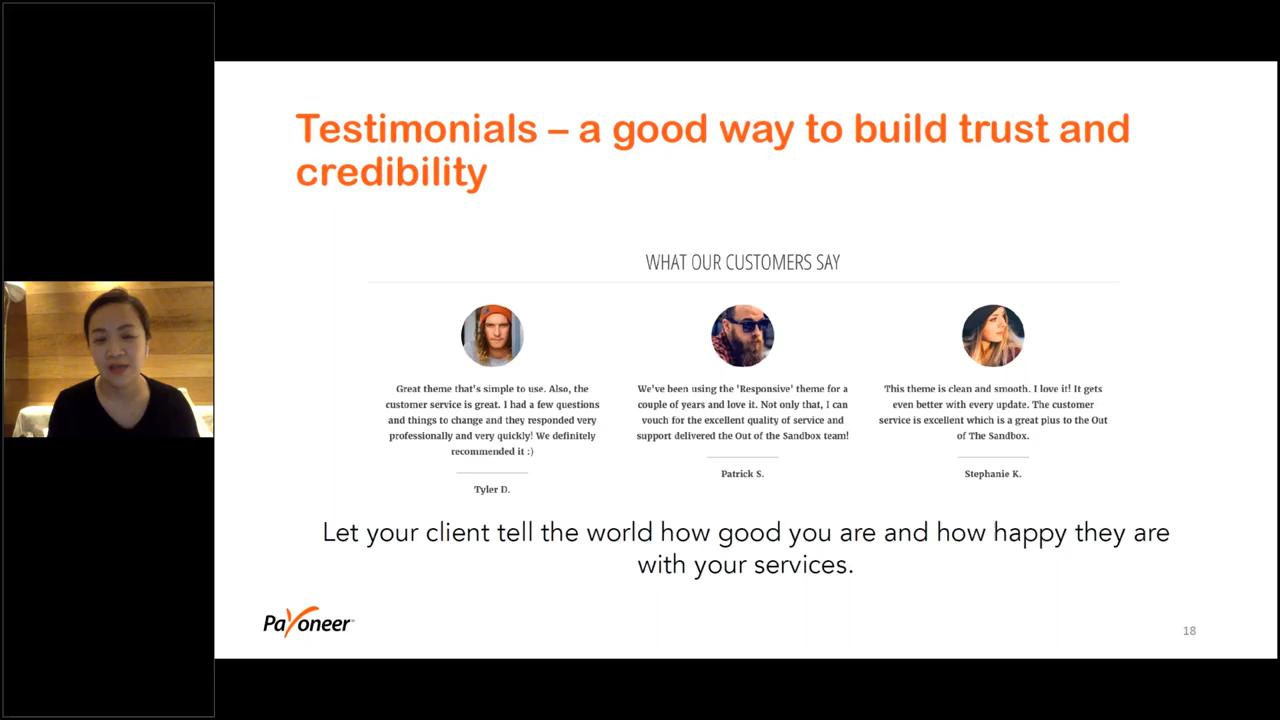 Testimonials – a good way to build trust and
credibility
WHAT OUR CUSTOMERS SAY
Great theme that's simple to use. Also, the
customer service is great. I had a few questions
and things to change and they responded very
professionally and very quickly! We definitely
recommended it :)
Tyler D.
We've been using the 'Responsive' theme for a
couple of years and love it. Not only that, I can
vouch for the excellent quality of service and
support delivered the Out of the Sandbox team!
Patrick S.
This theme is clean and smooth. I love it! It gets
even better with every update. The customer
service is excellent which is a great plus to the Out
of The Sandbox.
Stephanie K.
Let your client tell the world how good you are and how happy they are
with your services.
Payoneer
18